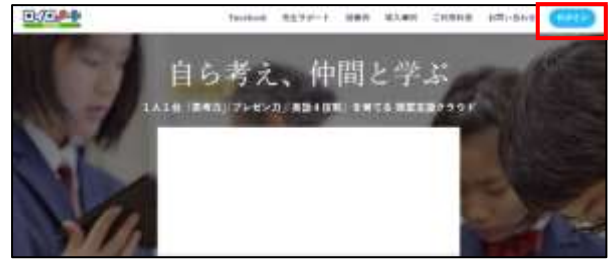 ロイロノート
Facebook 先生サポート 授業例 導入事例 ご利用料金 お問い合わせ ログイン
自ら考え、仲間と学ぶ
1人1台「思考力」「プレゼン力」「英語4技能」を育てる 授業支援クラウド